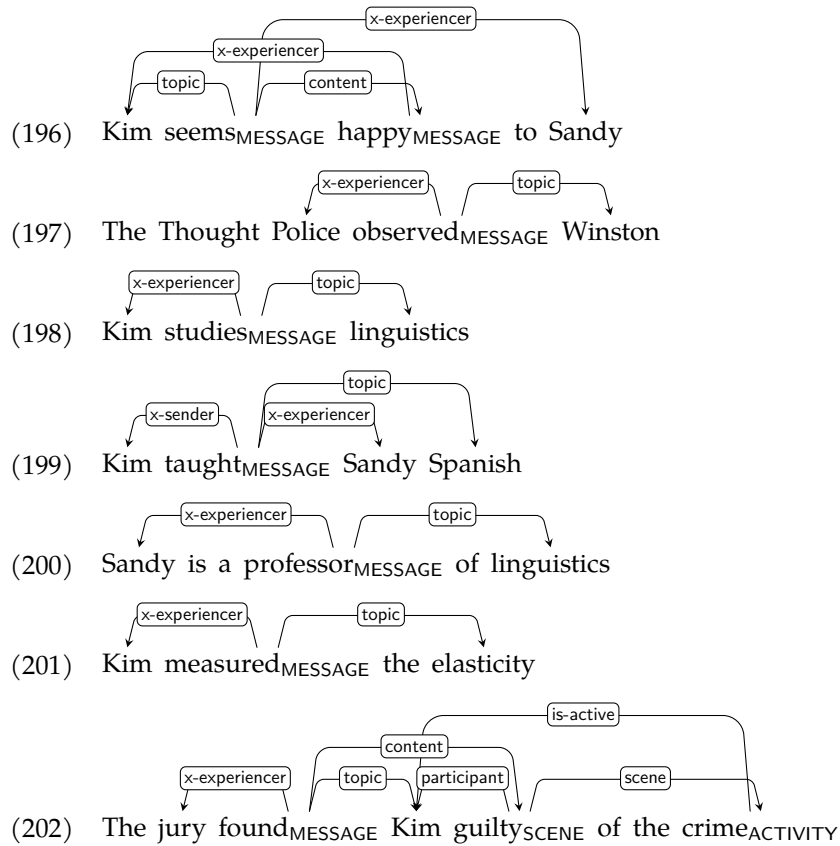 x-experiencer
x-experiencer
topic content
(196) Kim seemsMESSAGE happyMESSAGE to Sandy
x-experiencer topic
(197) The Thought Police observedMESSAGE Winston
x-experiencer topic
(198) Kim studiesMESSAGE linguistics
topic
x-sender x-experiencer
(199) Kim taughtMESSAGE Sandy Spanish
x-experiencer topic
(200) Sandy is a professorMESSAGE of linguistics
x-experiencer topic
(201) Kim measuredMESSAGE the elasticity
is-active
content
x-experiencer topic participant scene
(202) The jury foundMESSAGE Kim guiltySCENE of the crimeACTIVITY